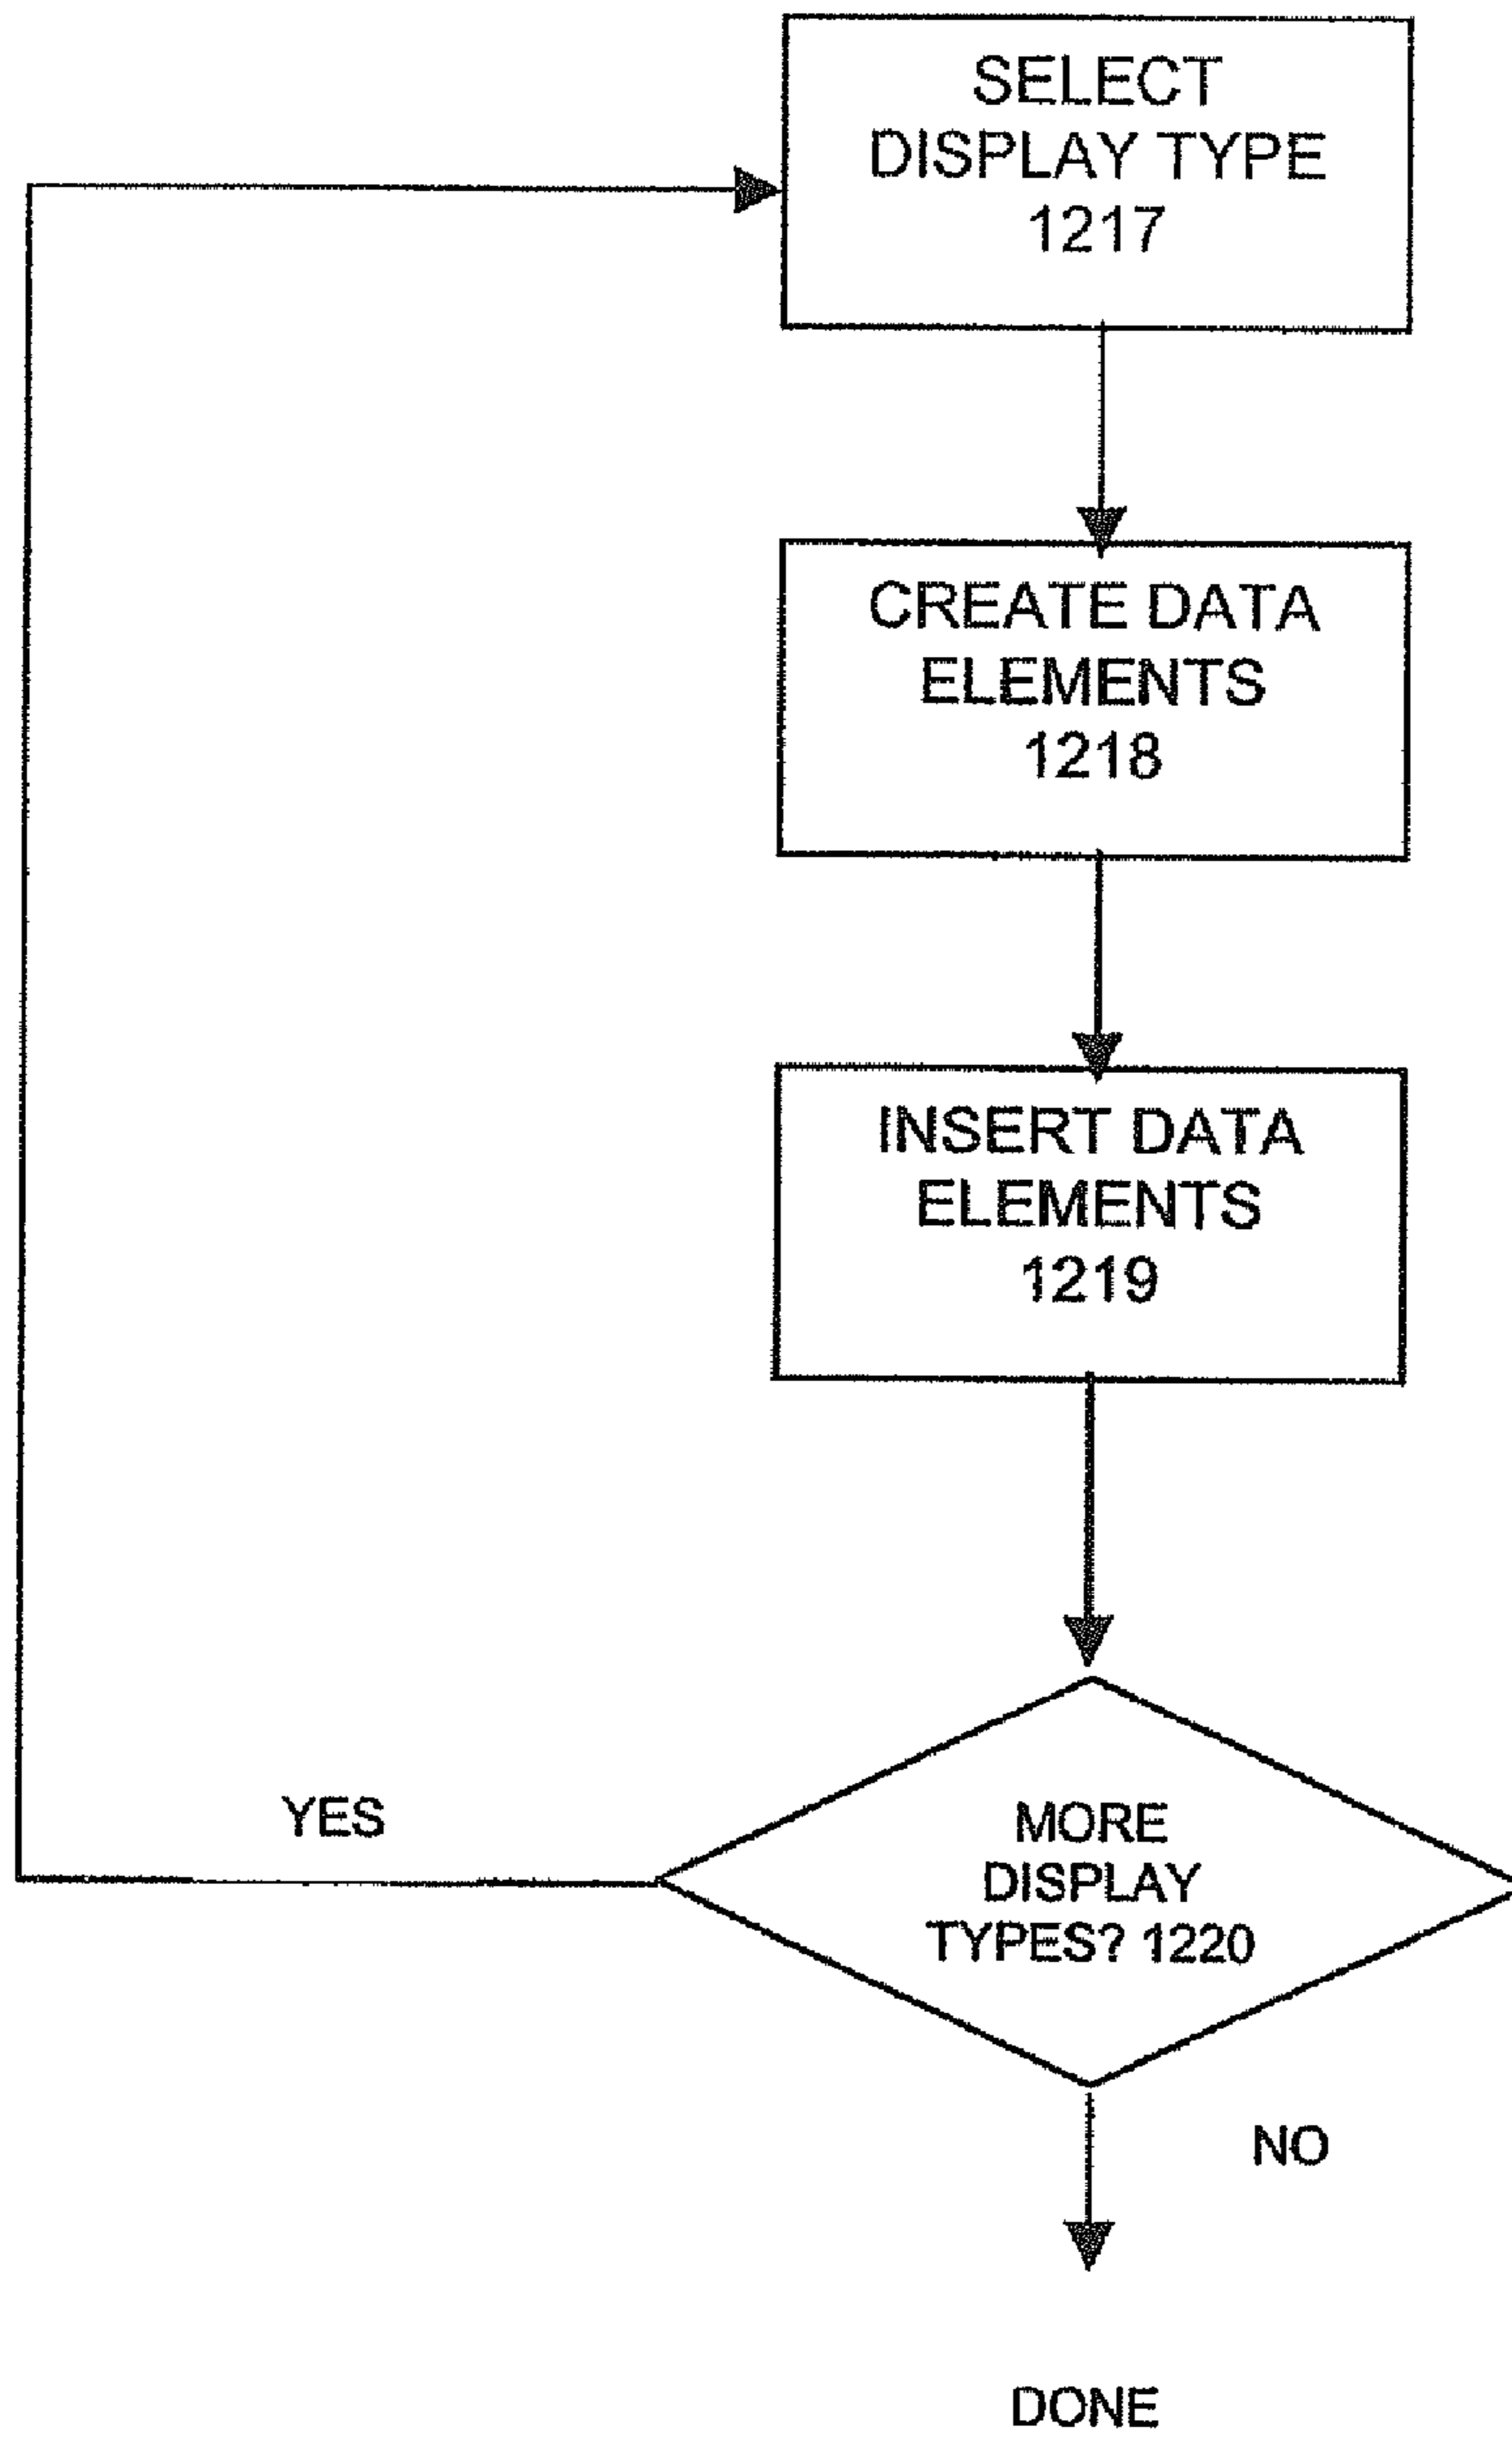 SELECT
DISPLAY TYPE
1217
CREATE DATA
ELEMENTS
1218
INSERT DATA
ELEMENTS
1219
YES
MORE
DISPLAY
TYPES? 1220
NO
DONE